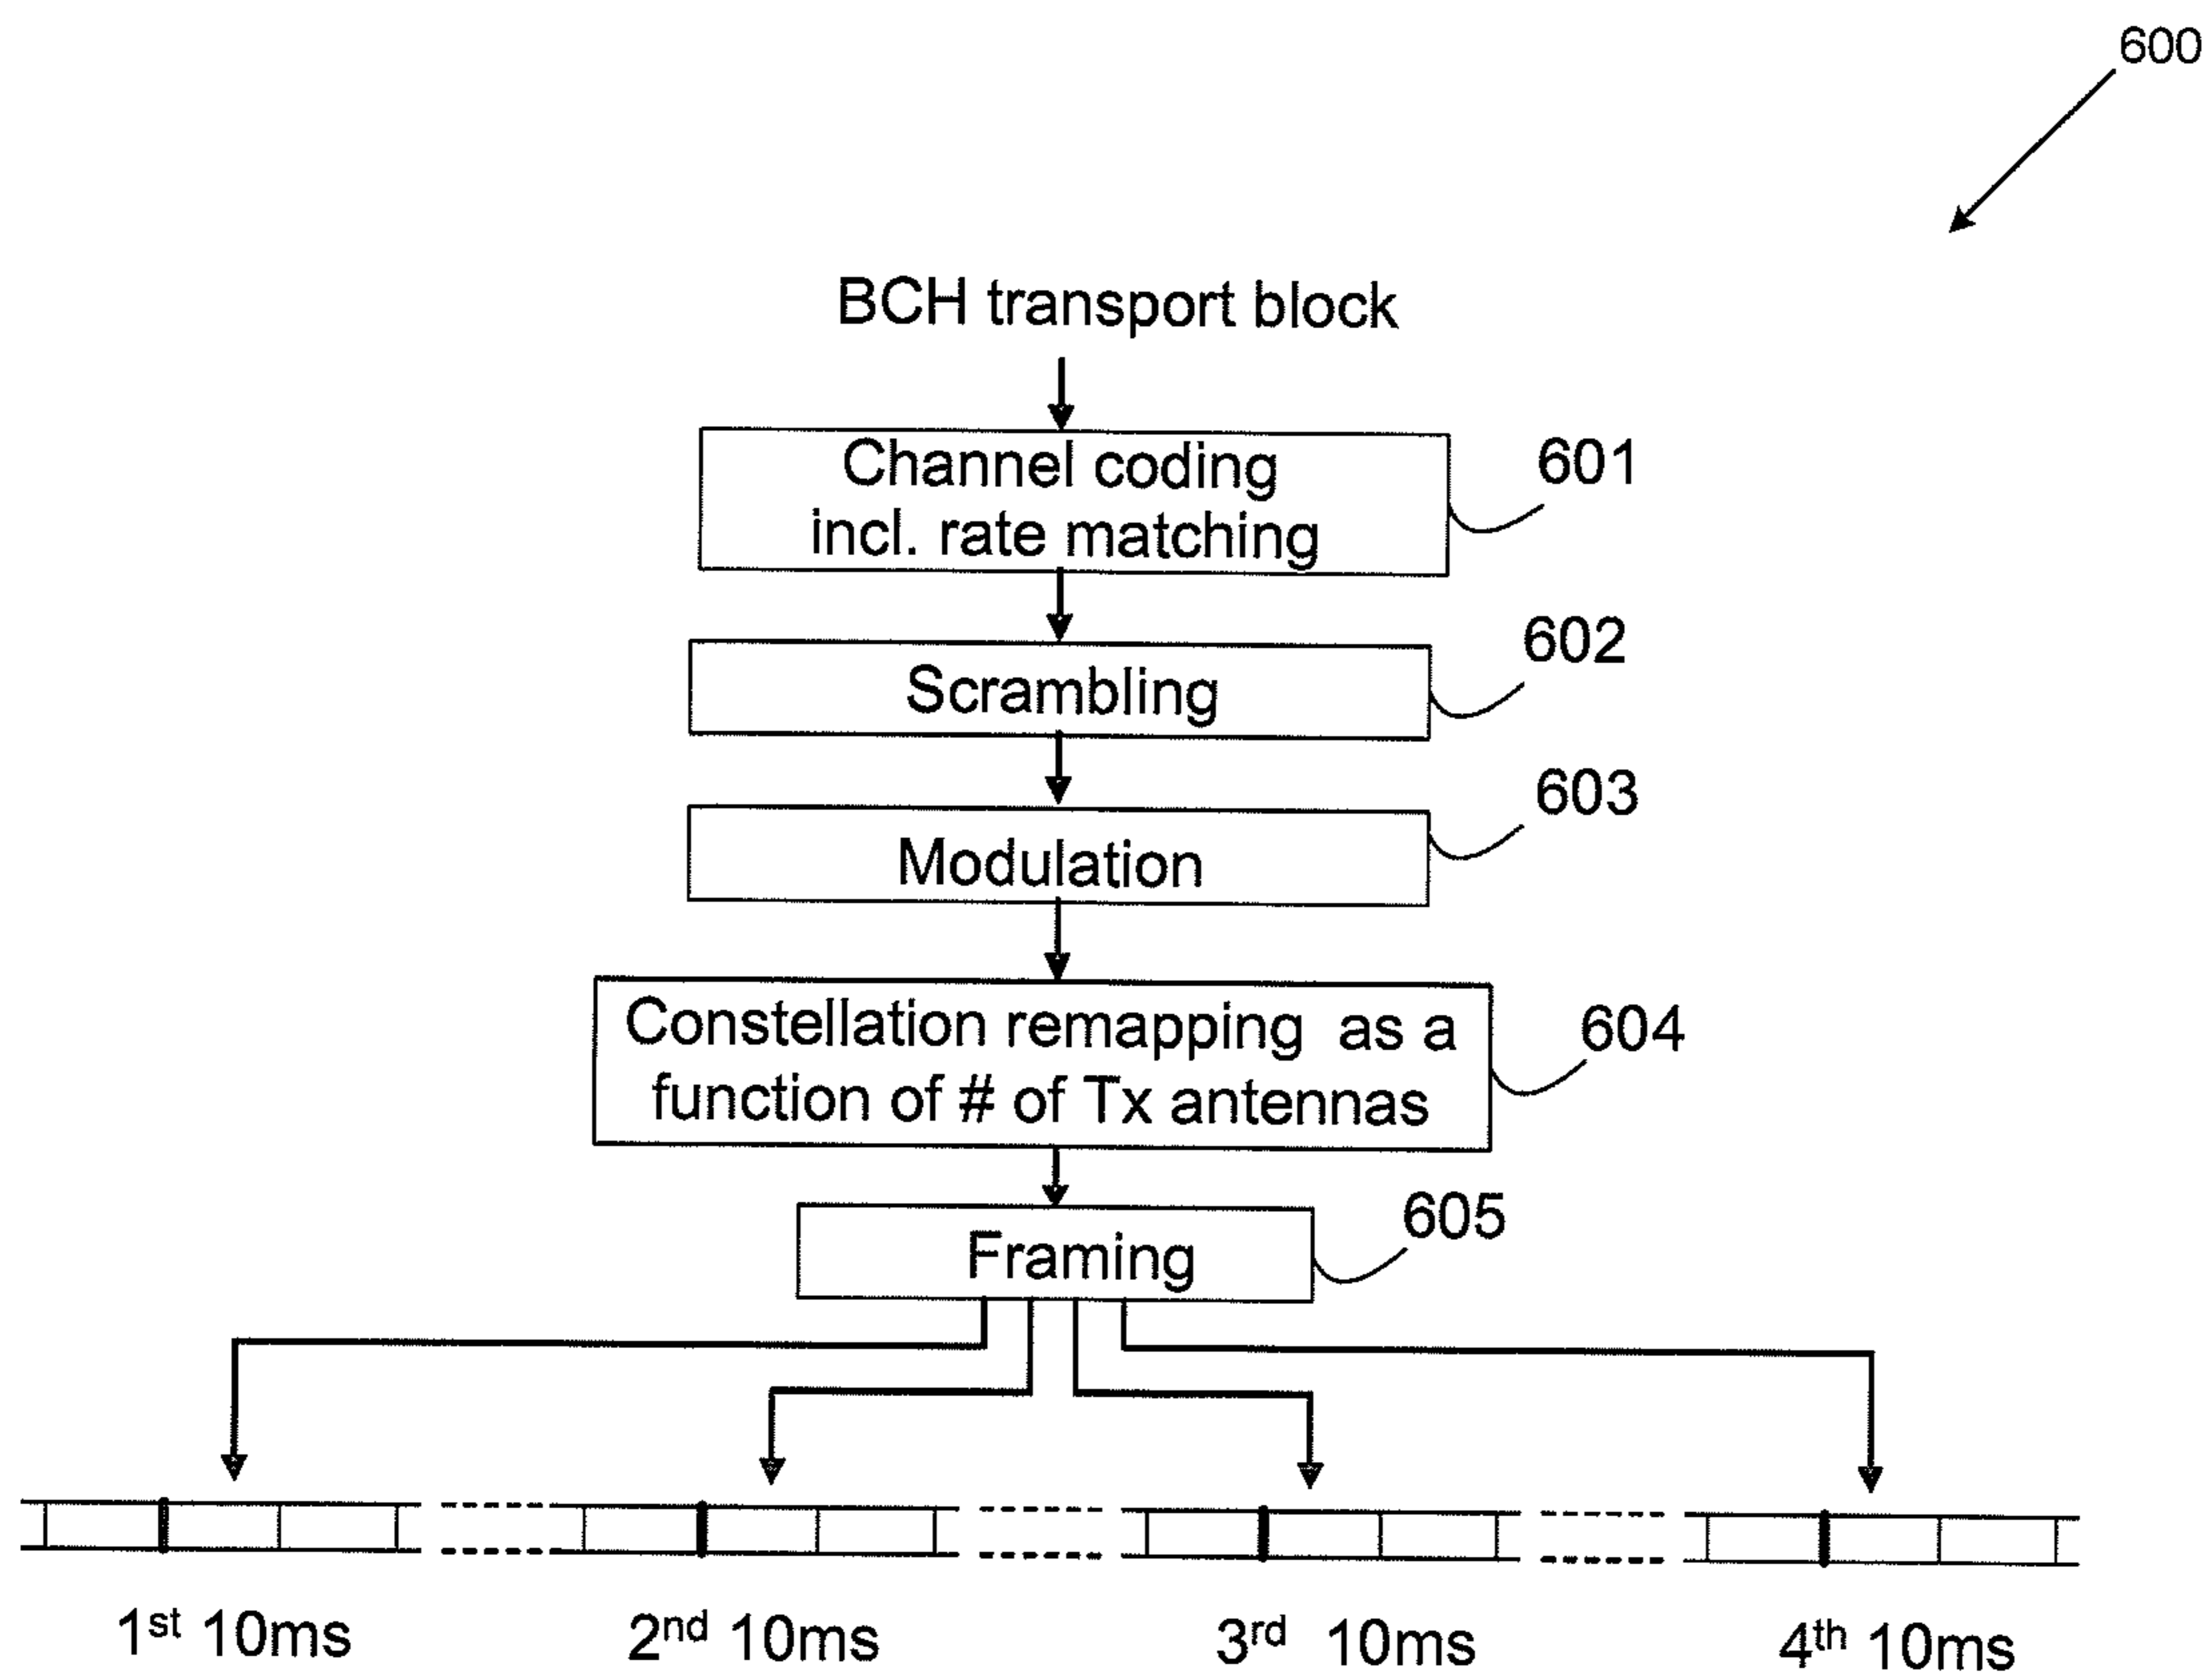 600
BCH transport block
Channel coding
incl. rate matching
601
Scrambling
602
Modulation
603
Constellation remapping as a
function of # of Tx antennas
604
Framing
605
1st 10ms
2nd 10ms
3rd 10ms
4th 10ms